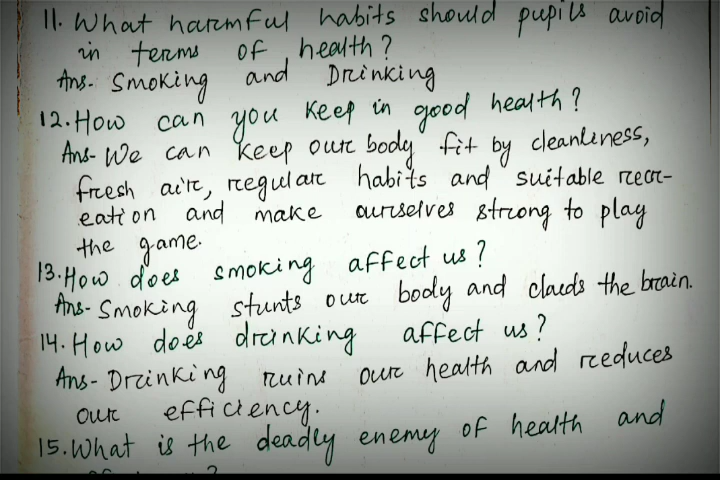 11. What harmful habits should pupils avoid
in terms of health?
Ans- Smoking and Drinking
12. How can you keep in good health?
Ans- We can keep our body fit by cleanliness,
fresh air, regular habits and suitable recr-
eation and make ourselves strong to play
the game.
13. How does smoking affect us?
Ans- Smoking stunts our body and clouds the brain.
14. How does drinking affect us?
Ans- Drinking ruins our health and reduces
our efficiency.
15. What is the deadly enemy of health and